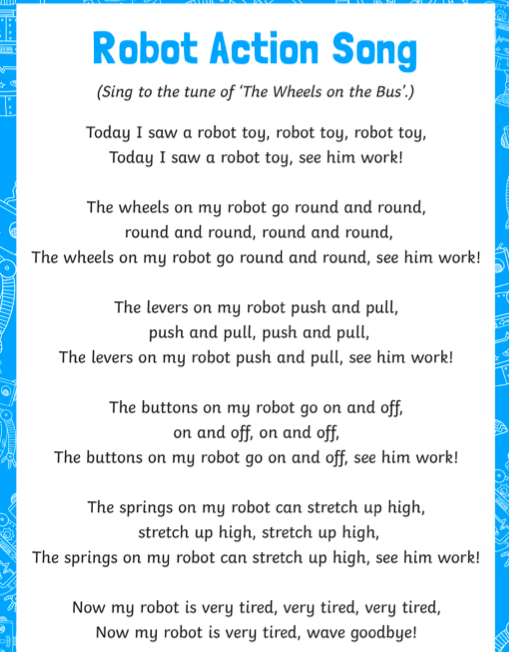 Robot Action Song
(Sing to the tune of ‘The Wheels on the Bus’.)
Today I saw a robot toy, robot toy, robot toy,
Today I saw a robot toy, see him work!
The wheels on my robot go round and round,
round and round, round and round,
The wheels on my robot go round and round, see him work!
The levers on my robot push and pull,
push and pull, push and pull,
The levers on my robot push and pull, see him work!
The buttons on my robot go on and off,
on and off, on and off,
The buttons on my robot go on and off, see him work!
The springs on my robot can stretch up high,
stretch up high, stretch up high,
The springs on my robot can stretch up high, see him work!
Now my robot is very tired, very tired, very tired,
Now my robot is very tired, wave goodbye!